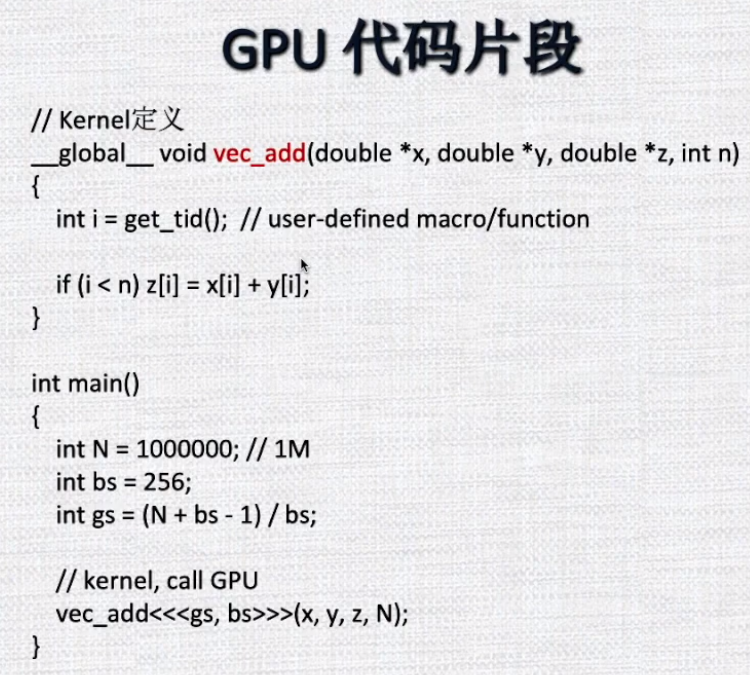 GPU 代码片段
// Kernel定义
__global__ void vec_add(double *x, double *y, double *z, int n)
{
int i = get_tid(); // user-defined macro/function
if (i < n) z[i] = x[i] + y[i];
}
int main()
{
int N = 1000000; // 1M
int bs = 256;
int gs = (N + bs - 1) / bs;
// kernel, call GPU
vec_add<<<gs, bs>>>(x, y, z, N);
}